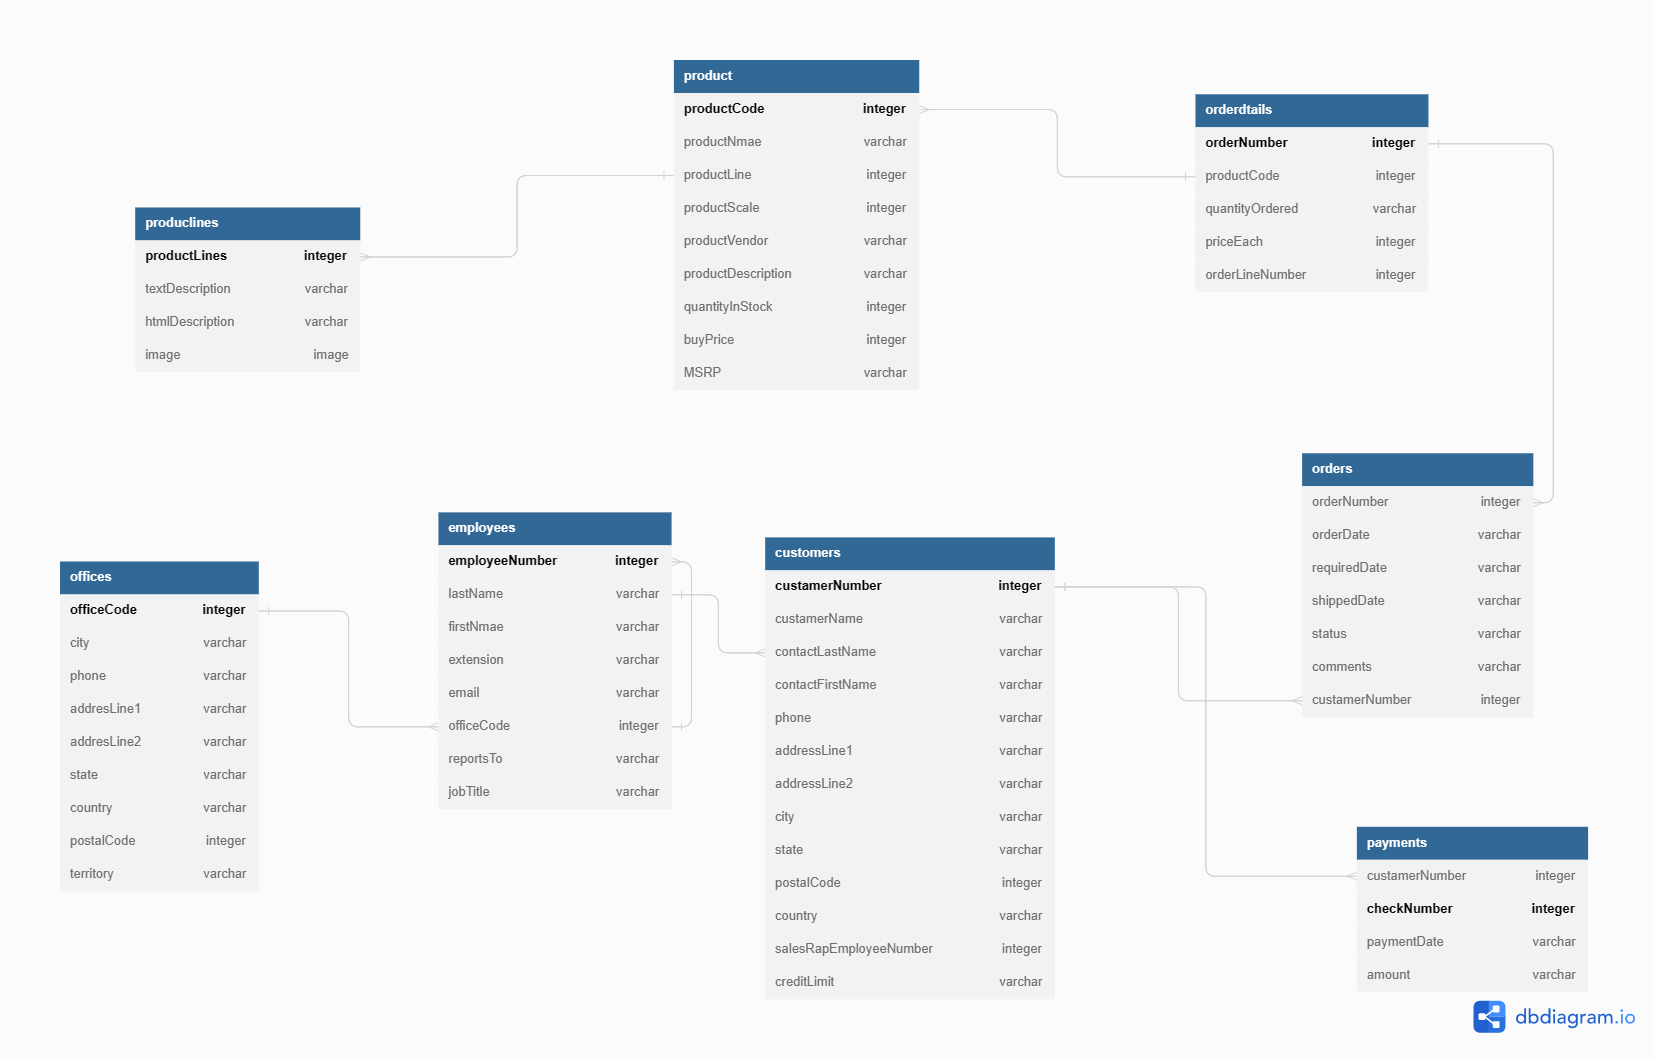 product
productCode integer
productNmae varchar
productLine integer
productScale integer
productVendor varchar
productDescription varchar
quantityInStock integer
buyPrice integer
MSRP varchar
orderdtails
orderNumber integer
productCode integer
quantityOrdered varchar
priceEach integer
orderLineNumber integer
produclines
productLines integer
textDescription varchar
htmlDescription varchar
image image
orders
orderNumber integer
orderDate varchar
requiredDate varchar
shippedDate varchar
status varchar
comments varchar
custamerNumber integer
employees
employeeNumber integer
lastName varchar
firstNmae varchar
extension varchar
email varchar
officeCode integer
reportsTo varchar
jobTitle varchar
customers
custamerNumber integer
custamerName varchar
contactLastName varchar
contactFirstName varchar
phone varchar
addressLine1 varchar
addressLine2 varchar
city varchar
state varchar
postalCode integer
country varchar
salesRapEmployeeNumber integer
creditLimit varchar
offices
officeCode integer
city varchar
phone varchar
addresLine1 varchar
addresLine2 varchar
state varchar
country varchar
postalCode integer
territory varchar
payments
custamerNumber integer
checkNumber integer
paymentDate varchar
amount varchar
dbdiagram.io